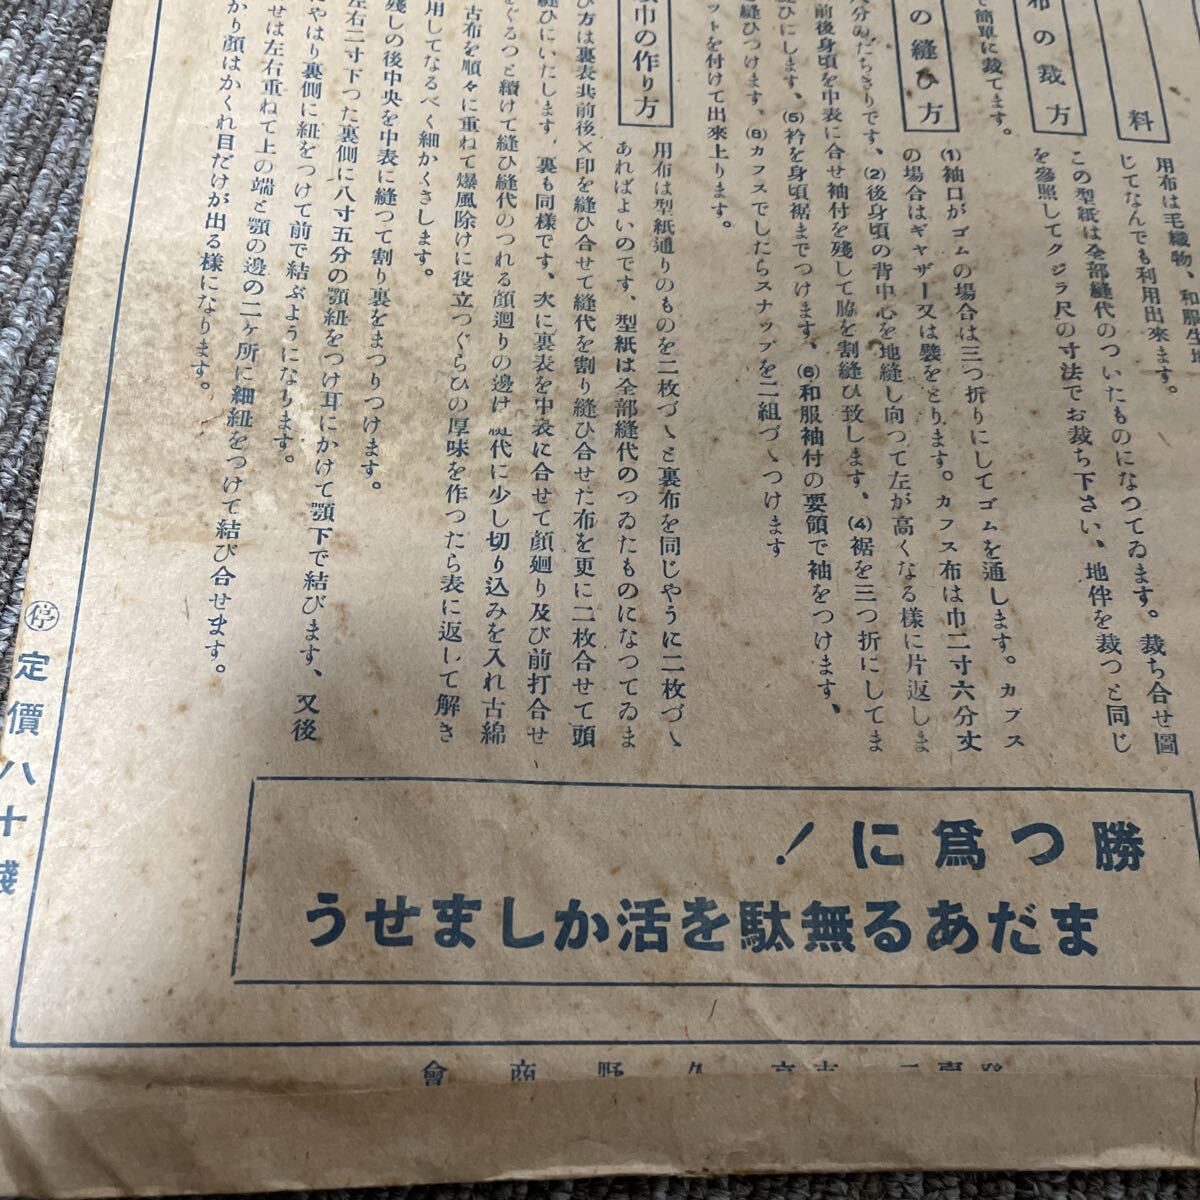 料
用布は毛織物、和服生地
じてなんでも利用出來ます。
布の裁方
この型紙は全部縫代のついたものになつてゐます。裁ち合せ圖
を參照してクジラ尺の寸法でお裁ち下さい、地伴を裁つと同じ
で簡單に裁てます。
の縫ひ方
(1)袖口がゴムの場合は三つ折りにしてゴムを通します。カフス
の場合はギャザー又は襞をとります。カフス布は巾二寸六分丈
八分ゐたちきりです、(2)後身頃の背中心を地縫し向つて左が高くなる様に片返しま
前後身頃を中表に合せ袖付を殘して脇を割縫ひ致します、(4)裾を三つ折にしてま
縫ひにします、(5)衿を身頃裾までつけます、(6)和服袖付の要領で袖をつけます、
縫ひつけます、(8)カフスでしたらスナップを二組づゝつけます
ットを付けて出來上ります。
巾の作り方
用布は型紙通りのものを二枚づゝと裏布を同じやうに二枚づゝ
あればよいのです、型紙は全部縫代のつゐたものになつてゐま
び方は裏表共前後×印を縫ひ合せて縫代を割り縫ひ合せた布を更に二枚合せて頭
縫ひにいたします、裏も同様です、次に裏表を中表に合せて顔廻り及び前打合せ、
をぐるつと續けて縫ひ縫代のつれる顔迴りの邊は縫代に少し切り込みを入れ古綿
古布を順々に重ねて爆風除けに役立つぐらひの厚味を作つたら表に返して解き
用してなるべく細かくさします。
殘しの後中央を中表に縫つて割り裏をまつりつけます。
左右二寸下つた裏側に八寸五分の顎紐をつけ耳にかけて顎下で結びます、又後
にやはり裏側に紐をつけて前で結ぶようになります。
せは左右重ねて上の端と顎の邊の二ヶ所に細紐をつけて結び合せます。
かり顔はかくれ目だけが出る様になります。
㊡定價八十錢
勝つ爲に!
まだある無駄を活かしませう
久野商會